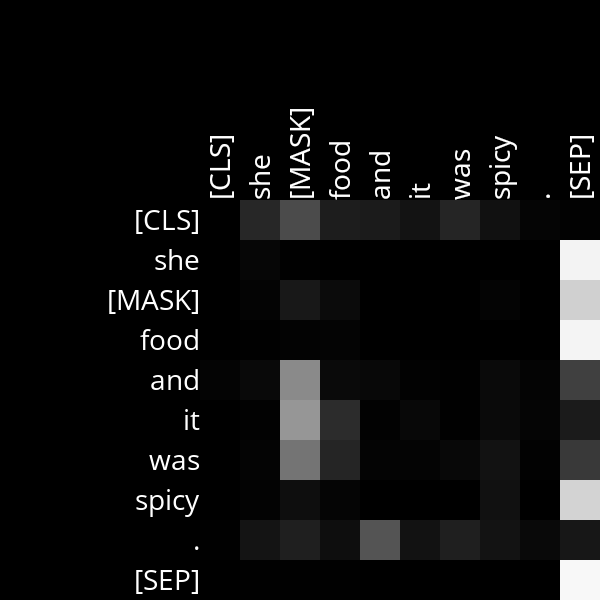 [CLS] she [MASK] food and it was spicy . [SEP]
[CLS]
she
[MASK]
food
and
it
was
spicy
.
[SEP]